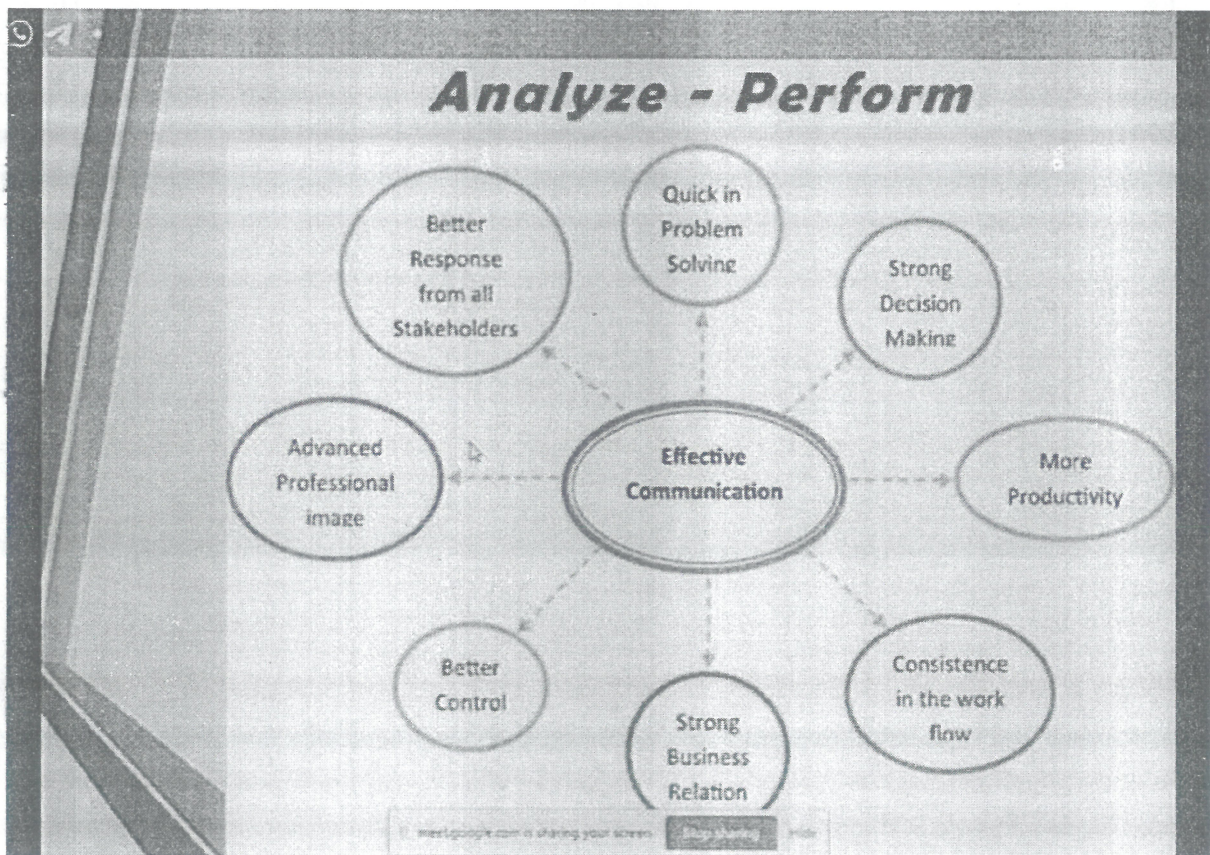 Analyze - Perform
Quick in
Problem
Solving
Better
Response
from all
Stakeholders
Strong
Decision
Making
Advanced
Professional
image
Effective
Communication
More
Productivity
Better
Control
Strong
Business
Relation
Consistence
in the work
flow
meet.google.com is sharing your screen
Stop sharing
Hide